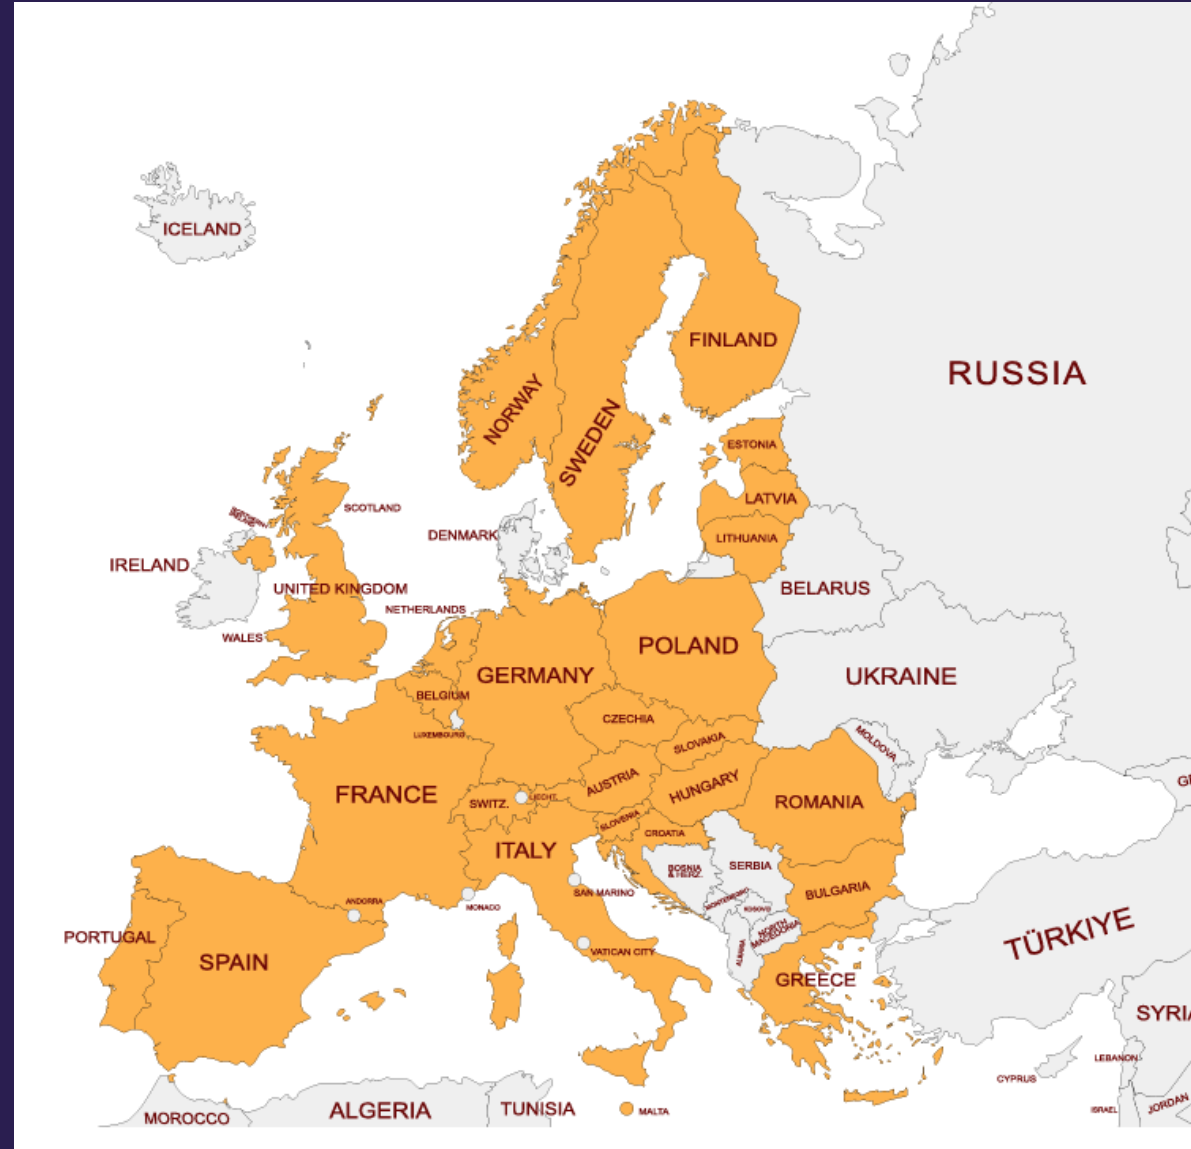 ICELAND
RUSSIA
FINLAND
NORWAY
SWEDEN
ESTONIA
LATVIA
LITHUANIA
SCOTLAND
NORTHERN
IRELAND
DENMARK
IRELAND
UNITED KINGDOM
BELARUS
NETHERLANDS
WALES
POLAND
GERMANY
UKRAINE
BELGIUM
CZECHIA
LUXEMBOURG
SLOVAKIA
MOLDOVA
AUSTRIA
HUNGARY
FRANCE
SWITZ.
LIECHT.
ROMANIA
SLOVENIA
CROATIA
ITALY
BOSNIA
& HERZ.
SERBIA
BULGARIA
SAN MARINO
MONTENEGRO
KOSOVO
ANDORRA
MONACO
NORTH
MACEDONIA
PORTUGAL
TÜRKIYE
VATICAN CITY
ALBANIA
SPAIN
GREECE
SYRIA
LEBANON
CYPRUS
ALGERIA
TUNISIA
MALTA
MOROCCO
ISRAEL
JORDAN